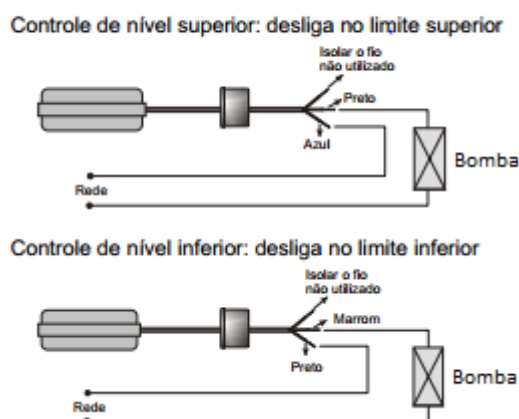 Controle de nível superior: desliga no limite superior
Isolar o fio
não utilizado
Preto
Azul
Bomba
Rede
Controle de nível inferior: desliga no limite inferior
Isolar o fio
não utilizado
Marrom
Preto
Bomba
Rede